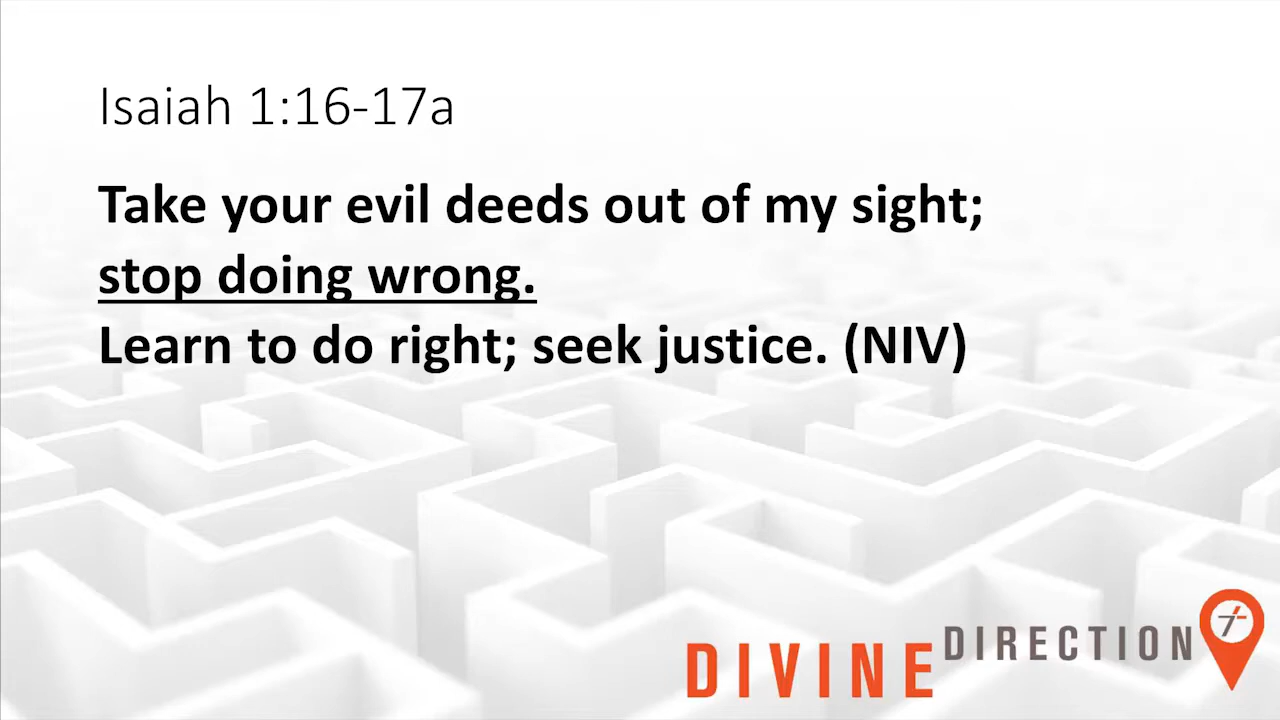 Isaiah 1:16-17a
Take your evil deeds out of my sight;
stop doing wrong.
Learn to do right; seek justice. (NIV)
DIVINE DIRECTION
7